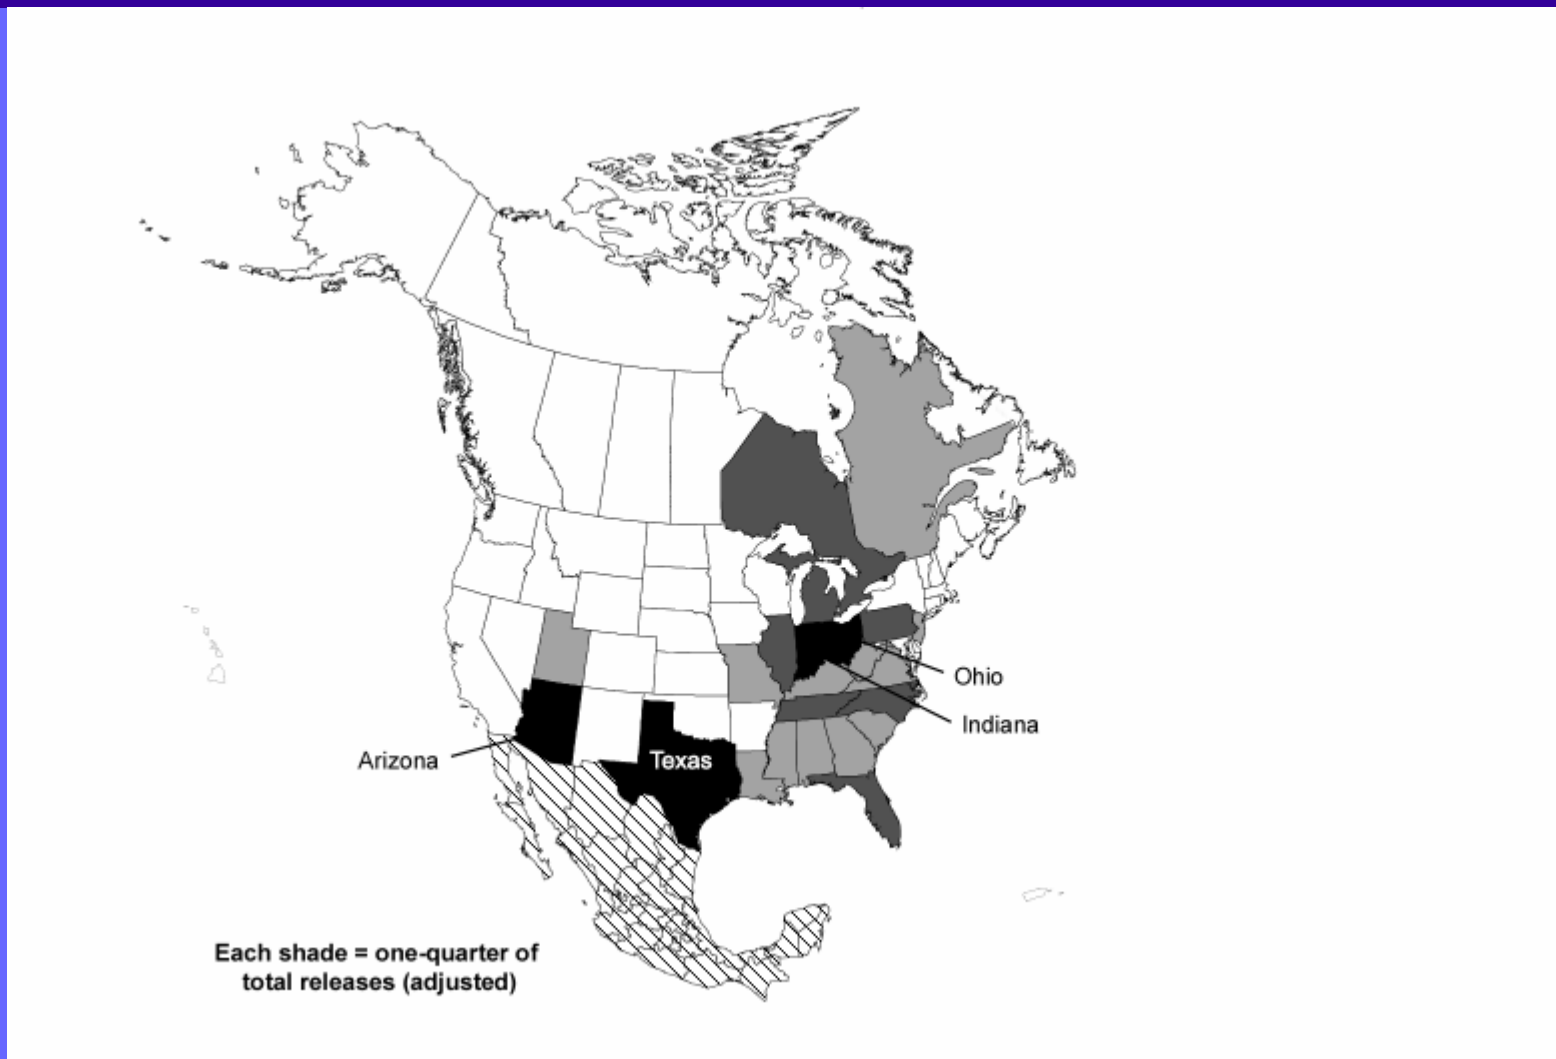 Ohio
Indiana
Arizona
Texas
Each shade = one-quarter of
total releases (adjusted)